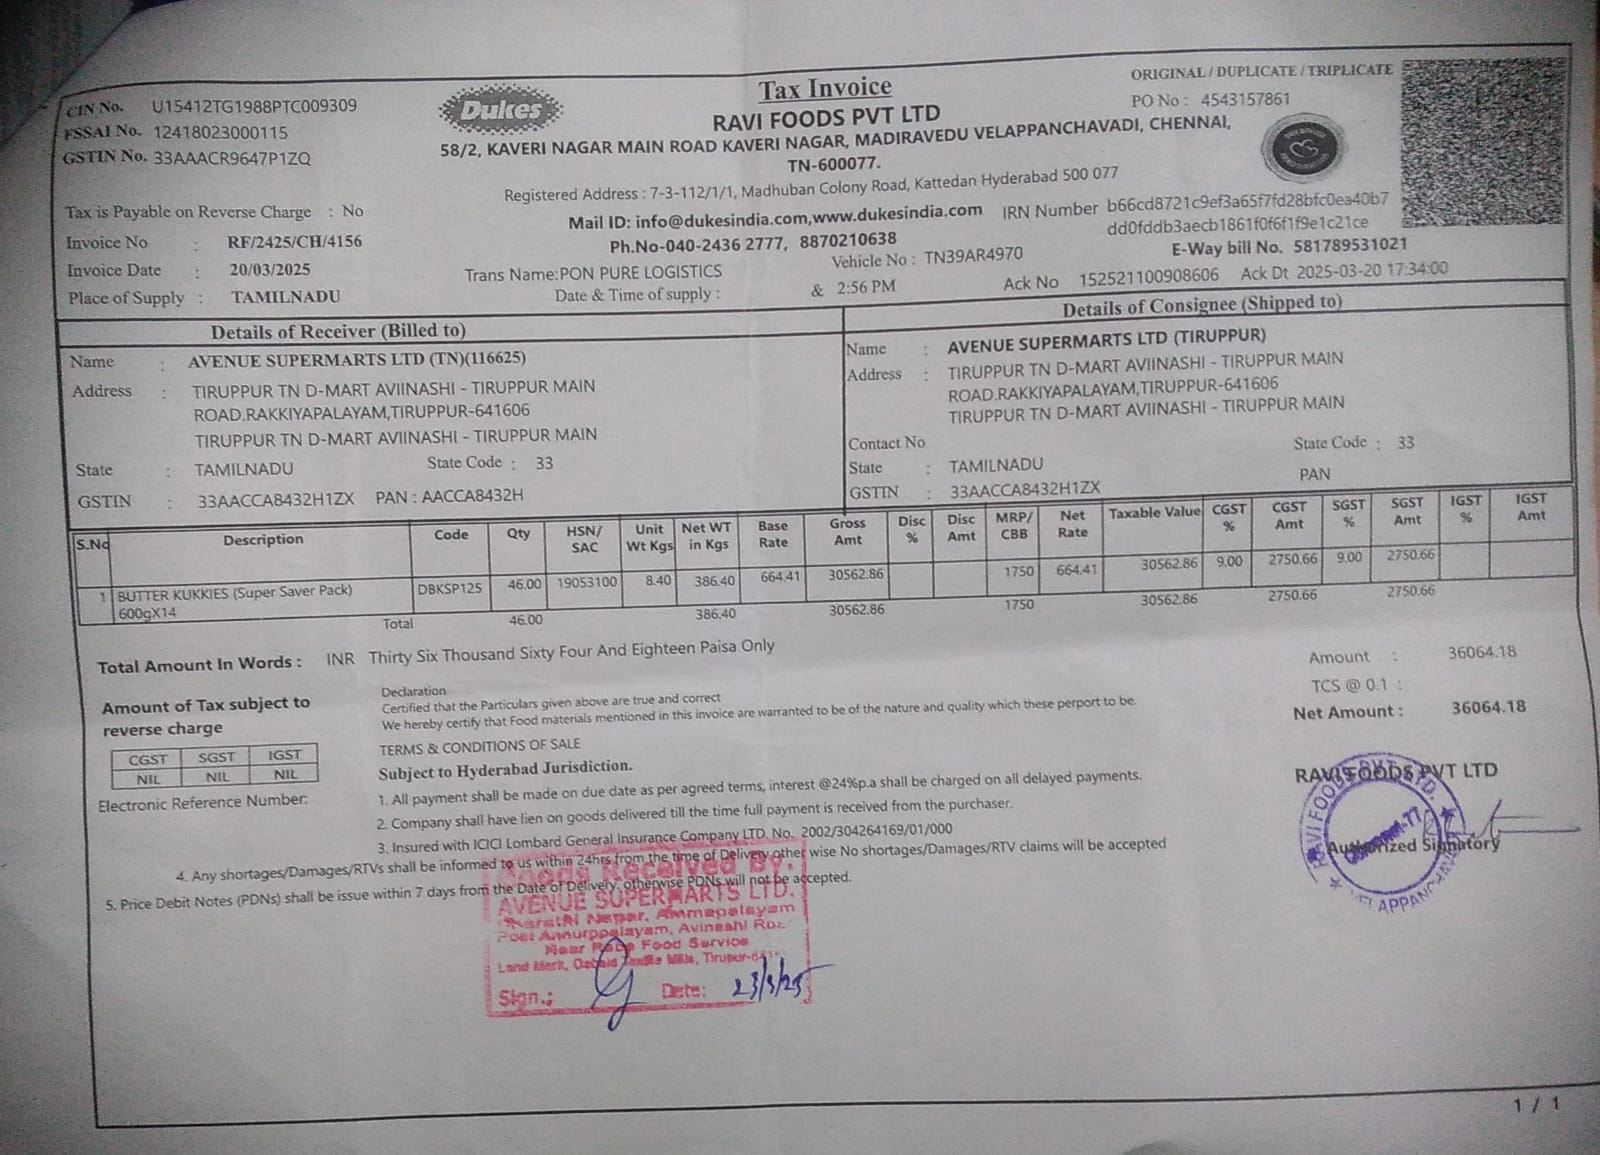 Tax Invoice
ORIGINAL / DUPLICATE / TRIPLICATE
CIN No. U15412TG1988PTC009309
Dukes
RAVI FOODS PVT LTD
PO No : 4543157861
FSSAI No. 12418023000115
58/2, KAVERI NAGAR MAIN ROAD KAVERI NAGAR, MADIRAVEDU VELAPPANCHAVADI, CHENNAI,
GSTIN No. 33AAACR9647P1ZQ
TN-600077.
Registered Address : 7-3-112/1/1, Madhuban Colony Road, Kattedan Hyderabad 500 077
Tax is Payable on Reverse Charge : No
Mail ID: info@dukesindia.com,www.dukesindia.com
IRN Number b66cd8721c9ef3a65f7fd28bfc0ea40b7
dd0fddb3aecb1861f0f6f1f9e1c21ce
Invoice No : RF/2425/CH/4156
Ph.No-040-2436 2777, 8870210638
E-Way bill No. 581789531021
Invoice Date : 20/03/2025
Trans Name:PON PURE LOGISTICS
Vehicle No : TN39AR4970
Place of Supply : TAMILNADU
Date & Time of supply : & 2:56 PM
Ack No 152521100908606 Ack Dt 2025-03-20 17:34:00
Details of Receiver (Billed to)
Name : AVENUE SUPERMARTS LTD (TN)(116625)
Address : TIRUPPUR TN D-MART AVIINASHI - TIRUPPUR MAIN
ROAD.RAKKIYAPALAYAM,TIRUPPUR-641606
TIRUPPUR TN D-MART AVIINASHI - TIRUPPUR MAIN
State : TAMILNADU State Code : 33
GSTIN : 33AACCA8432H1ZX PAN : AACCA8432H
Details of Consignee (Shipped to)
Name : AVENUE SUPERMARTS LTD (TIRUPPUR)
Address : TIRUPPUR TN D-MART AVIINASHI - TIRUPPUR MAIN
ROAD.RAKKIYAPALAYAM,TIRUPPUR-641606
TIRUPPUR TN D-MART AVIINASHI - TIRUPPUR MAIN
Contact No State Code : 33
State : TAMILNADU PAN
GSTIN : 33AACCA8432H1ZX
S.No Description Code Qty HSN/ SAC Unit Wt Kgs Net WT in Kgs Base Rate Gross Amt Disc % Disc Amt MRP/ CBB Net Rate Taxable Value CGST % CGST Amt SGST % SGST Amt IGST % IGST Amt
1 BUTTER KUKKIES (Super Saver Pack) DBKSP125 46.00 19053100 8.40 386.40 664.41 30562.86 1750 664.41 30562.86 9.00 2750.66 9.00 2750.66
600gX14
Total 46.00 386.40 30562.86 1750 30562.86 2750.66 2750.66
Total Amount In Words : INR Thirty Six Thousand Sixty Four And Eighteen Paisa Only
Amount : 36064.18
TCS @ 0.1 :
Net Amount : 36064.18
Amount of Tax subject to
reverse charge
CGST SGST IGST
NIL NIL NIL
Electronic Reference Number:
Declaration
Certified that the Particulars given above are true and correct
We hereby certify that Food materials mentioned in this invoice are warranted to be of the nature and quality which these perport to be.
TERMS & CONDITIONS OF SALE
Subject to Hyderabad Jurisdiction.
1. All payment shall be made on due date as per agreed terms, interest @24%p.a shall be charged on all delayed payments.
2. Company shall have lien on goods delivered till the time full payment is received from the purchaser.
3. Insured with ICICI Lombard General Insurance Company LTD. No. 2002/304264169/01/000
4. Any shortages/Damages/RTVs shall be informed to us within 24hrs from the time of Delivery other wise No shortages/Damages/RTV claims will be accepted
5. Price Debit Notes (PDNs) shall be issue within 7 days from the Date of Delivery, otherwise PDNs will not be accepted.
RAVI FOODS PVT LTD
Authorized Signatory
RAVI FOODS PVT. LTD.
Goods Received By:
AVENUE SUPERMARTS LTD.
Bharathi Nagar, Ammapalayam
Near Food Service
Land Mark, Textile Mills, Tirupur
Sign.: Date: 23/3/25
1 / 1